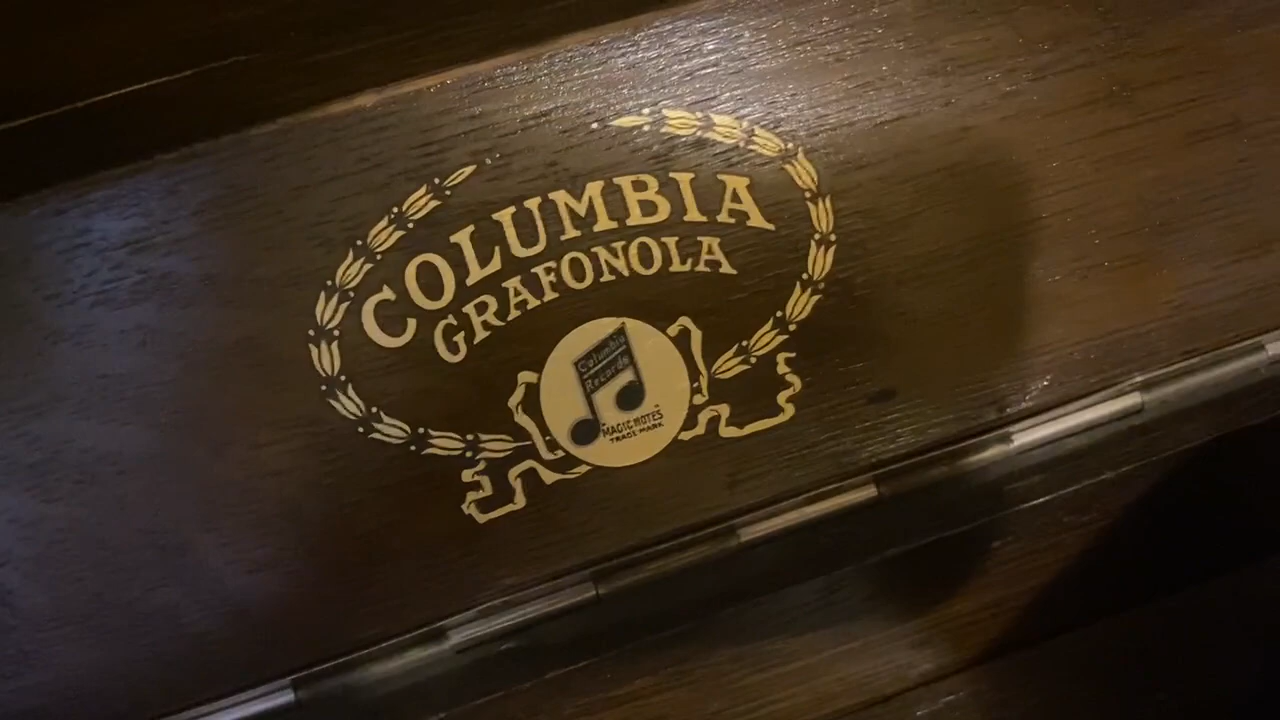 COLUMBIA
GRAFONOLA
Columbia
Records
"MAGIC NOTES"
TRADE MARK